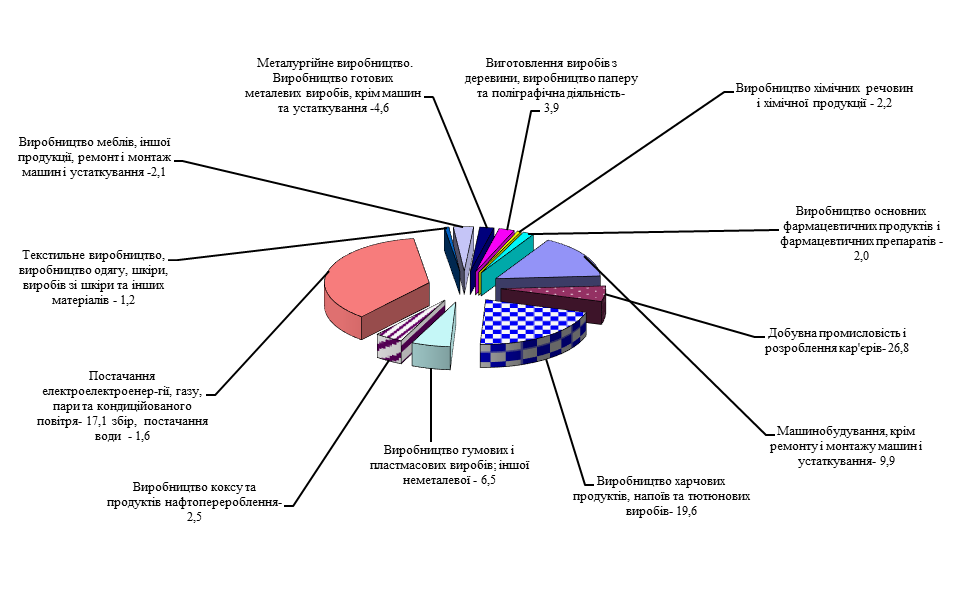 Металургійне виробництво.
Виробництво готових
металевих виробів, крім машин
та устаткування -4,6
Виготовлення виробів з
деревини, виробництво паперу
та поліграфічна діяльність-
3,9
Виробництво хімічних речовин
і хімічної продукції - 2,2
Виробництво меблів, іншої
продукції, ремонт і монтаж
машин і устаткування -2,1
Виробництво основних
фармацевтичних продуктів і
фармацевтичних препаратів -
2,0
Текстильне виробництво,
виробництво одягу, шкіри,
виробів зі шкіри та інших
матеріалів - 1,2
Добувна промисловість і
розроблення кар'єрів- 26,8
Постачання
електроелектроенер-гії, газу,
пари та кондиційованого
повітря- 17,1 збір, постачання
води - 1,6
Машинобудування, крім
ремонту і монтажу машин і
устаткування- 9,9
Виробництво гумових і
пластмасових виробів; іншої
неметалевої - 6,5
Виробництво харчових
продуктів, напоїв та тютюнових
виробів- 19,6
Виробництво коксу та
продуктів нафтоперероблення-
2,5